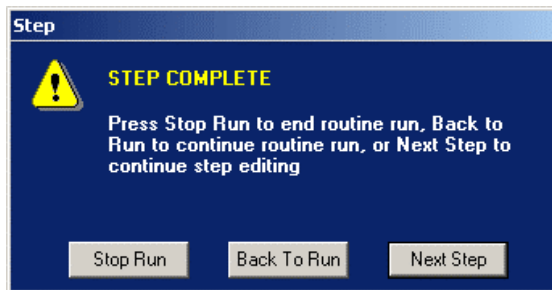 Step
STEP COMPLETE
Press Stop Run to end routine run, Back to
Run to continue routine run, or Next Step to
continue step editing
Stop Run Back To Run Next Step